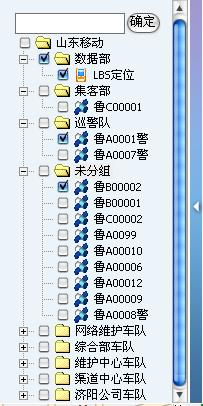 确定
山东移动
数据部
LBS定位
集客部
鲁C00001
巡警队
鲁A0001警
鲁A0007警
未分组
鲁B00002
鲁B00001
鲁C00002
鲁A0099
鲁A00010
鲁A00006
鲁A00012
鲁A00009
鲁A0008警
网络维护车队
综合部车队
维护中心车队
渠道中心车队
济阳公司车队